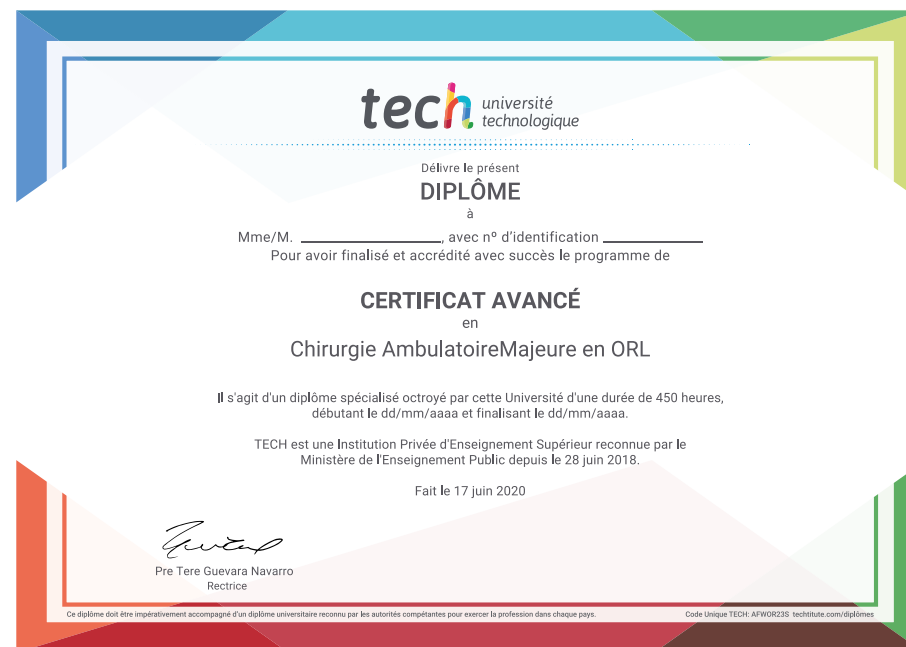 tech université
technologique
Délivre le présent
DIPLÔME
à
Mme/M. ____________________, avec nº d'identification ______________
Pour avoir finalisé et accrédité avec succès le programme de
CERTIFICAT AVANCÉ
en
Chirurgie AmbulatoireMajeure en ORL
Il s'agit d'un diplôme spécialisé octroyé par cette Université d'une durée de 450 heures,
débutant le dd/mm/aaaa et finalisant le dd/mm/aaaa.
TECH est une Institution Privée d'Enseignement Supérieur reconnue par le
Ministère de l'Enseignement Public depuis le 28 juin 2018.
Fait le 17 juin 2020
Pre Tere Guevara Navarro
Rectrice
Ce diplôme doit être impérativement accompagné d'un diplôme universitaire reconnu par les autorités compétantes pour exercer la profession dans chaque pays. Code Unique TECH: AFWOR23S techtitute.com/diplômes